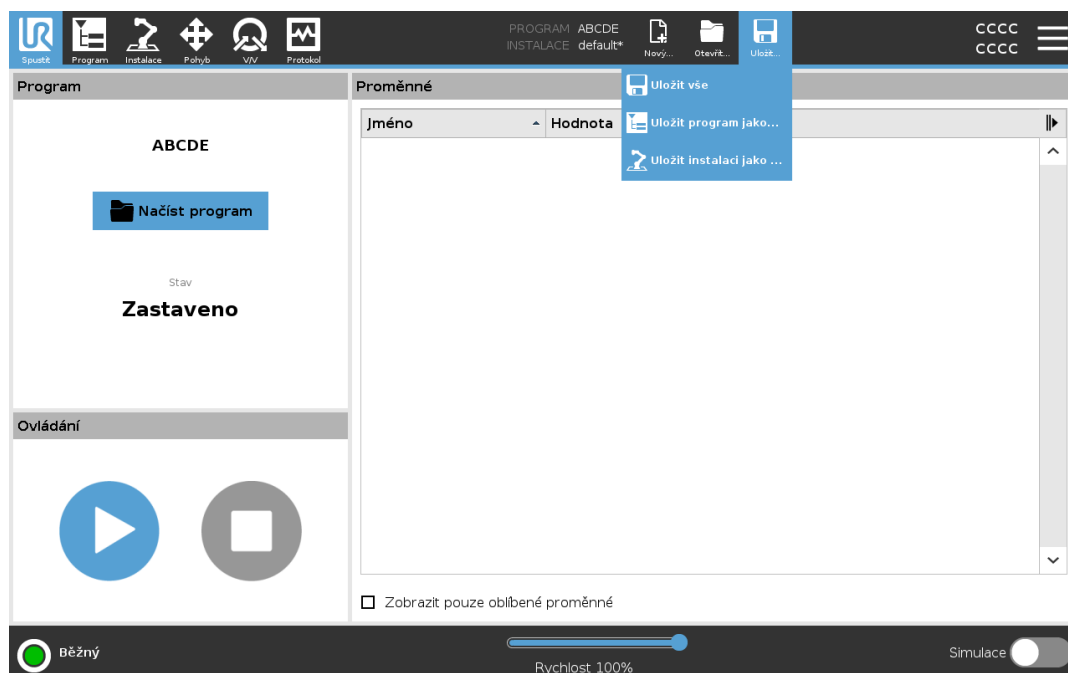 UR
Spustit
Program
Instalace
Pohyb
V/V
Protokol
PROGRAM ABCDE
INSTALACE default*
Nový...
Otevřít...
Uložit...
CCCC
CCCC
Uložit vše
Uložit program jako...
Uložit instalaci jako ...
Program
ABCDE
Načíst program
Stav
Zastaveno
Proměnné
Jméno
Hodnota
Ovládání
Zobrazit pouze oblíbené proměnné
Běžný
Rychlost 100%
Simulace